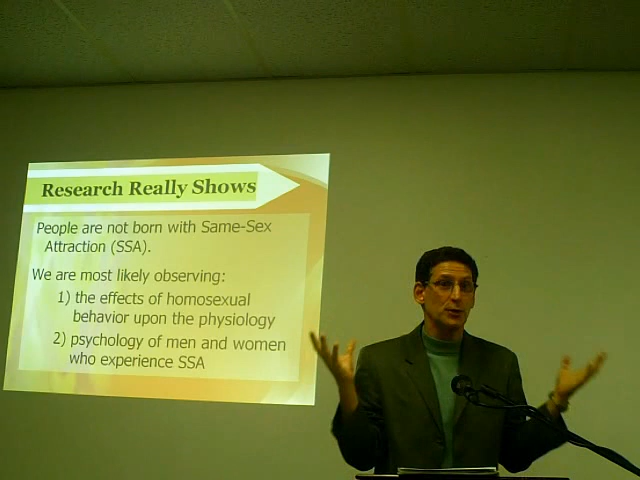 Research Really Shows
People are not born with Same-Sex
Attraction (SSA).
We are most likely observing:
1) the effects of homosexual
behavior upon the physiology
2) psychology of men and women
who experience SSA